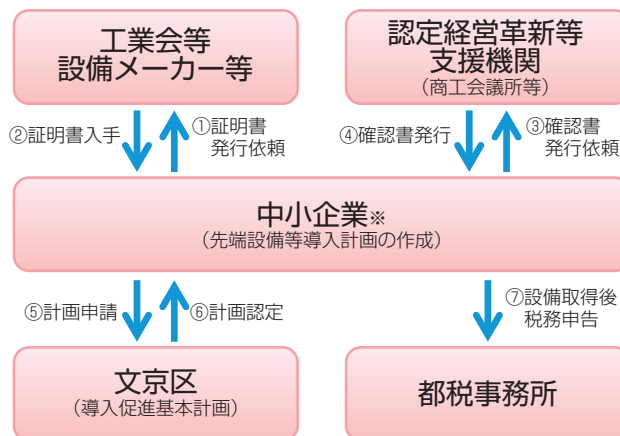 工業会等
設備メーカー等
認定経営革新等
支援機関
（商工会議所等）
②証明書入手
①証明書
発行依頼
④確認書発行
③確認書
発行依頼
中小企業※
（先端設備等導入計画の作成）
⑤計画申請
⑥計画認定
⑦設備取得後
税務申告
文京区
（導入促進基本計画）
都税事務所